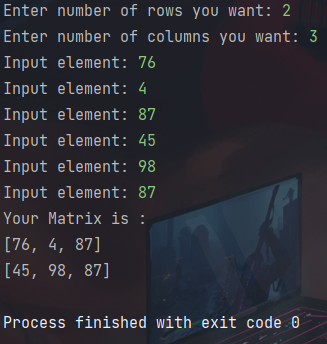 Enter number of rows you want: 2
Enter number of columns you want: 3
Input element: 76
Input element: 4
Input element: 87
Input element: 45
Input element: 98
Input element: 87
Your Matrix is :
[76, 4, 87]
[45, 98, 87]
Process finished with exit code 0